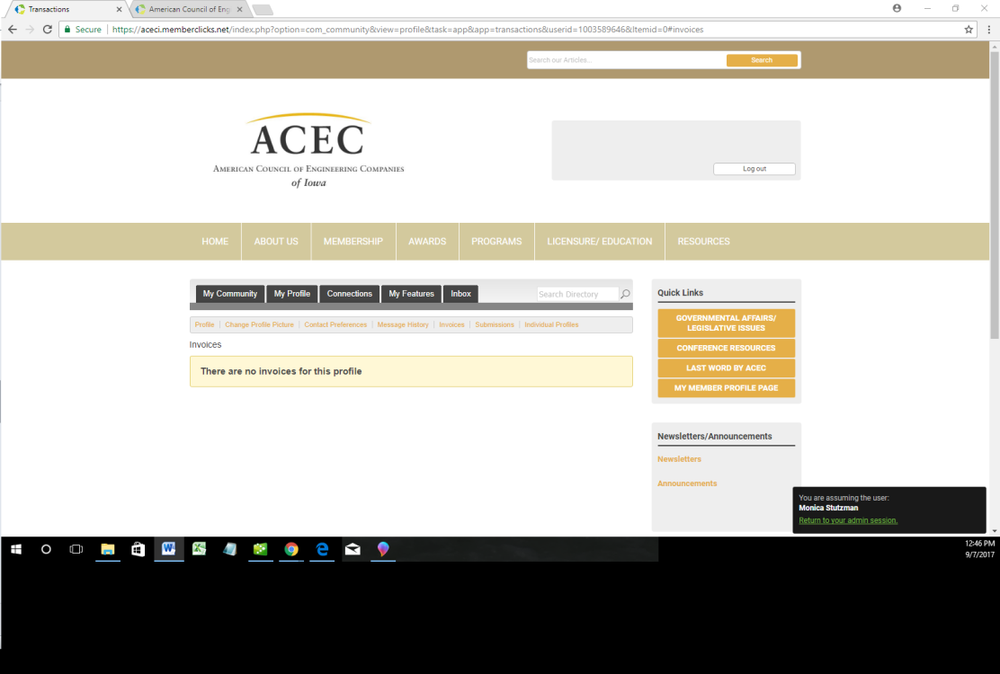 Transactions
American Council of Eng
Secure | https://aceci.memberclicks.net/index.php?option=com_community&view=profile&task=app&app=transactions&userid=1003589646&Itemid=0#invoices
Search our Articles...
Search
ACEC
American Council of Engineering Companies
of Iowa
Log out
HOME
ABOUT US
MEMBERSHIP
AWARDS
PROGRAMS
LICENSURE/ EDUCATION
RESOURCES
My Community
My Profile
Connections
My Features
Inbox
Search Directory
Profile | Change Profile Picture | Contact Preferences | Message History | Invoices | Submissions | Individual Profiles
Invoices
There are no invoices for this profile
Quick Links
GOVERNMENTAL AFFAIRS/
LEGISLATIVE ISSUES
CONFERENCE RESOURCES
LAST WORD BY ACEC
MY MEMBER PROFILE PAGE
Newsletters/Announcements
Newsletters
Announcements
You are assuming the user:
Monica Stutzman
Return to your admin session.
12:46 PM
9/7/2017